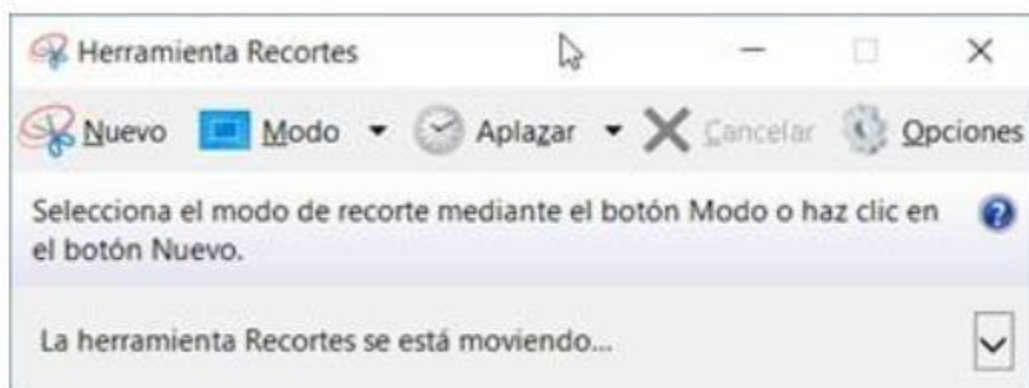 Herramienta Recortes
Nuevo Modo Aplazar Cancelar Opciones
Selecciona el modo de recorte mediante el botón Modo o haz clic en
el botón Nuevo.
La herramienta Recortes se está moviendo...